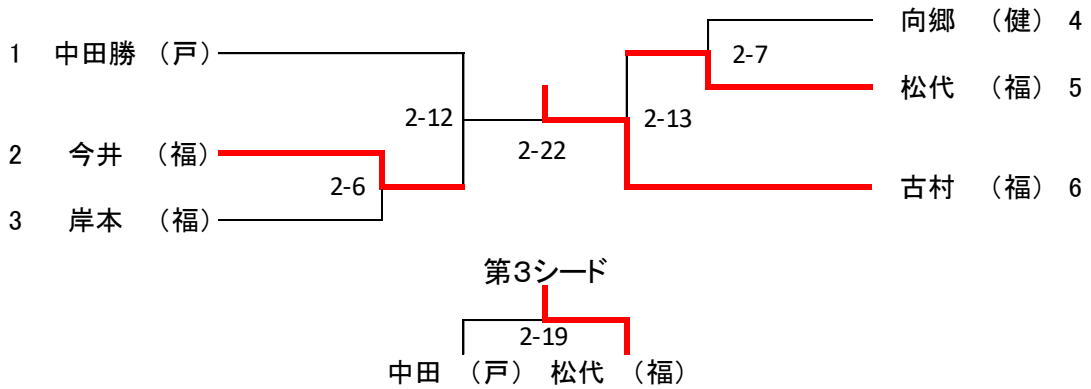 向郷 （健） 4
1 中田勝 （戸）
2-7
松代 （福） 5
2-12
2-13
2 今井 （福）
2-22
2-6
古村 （福） 6
3 岸本 （福）
第３シード
2-19
中田 （戸） 松代 （福）